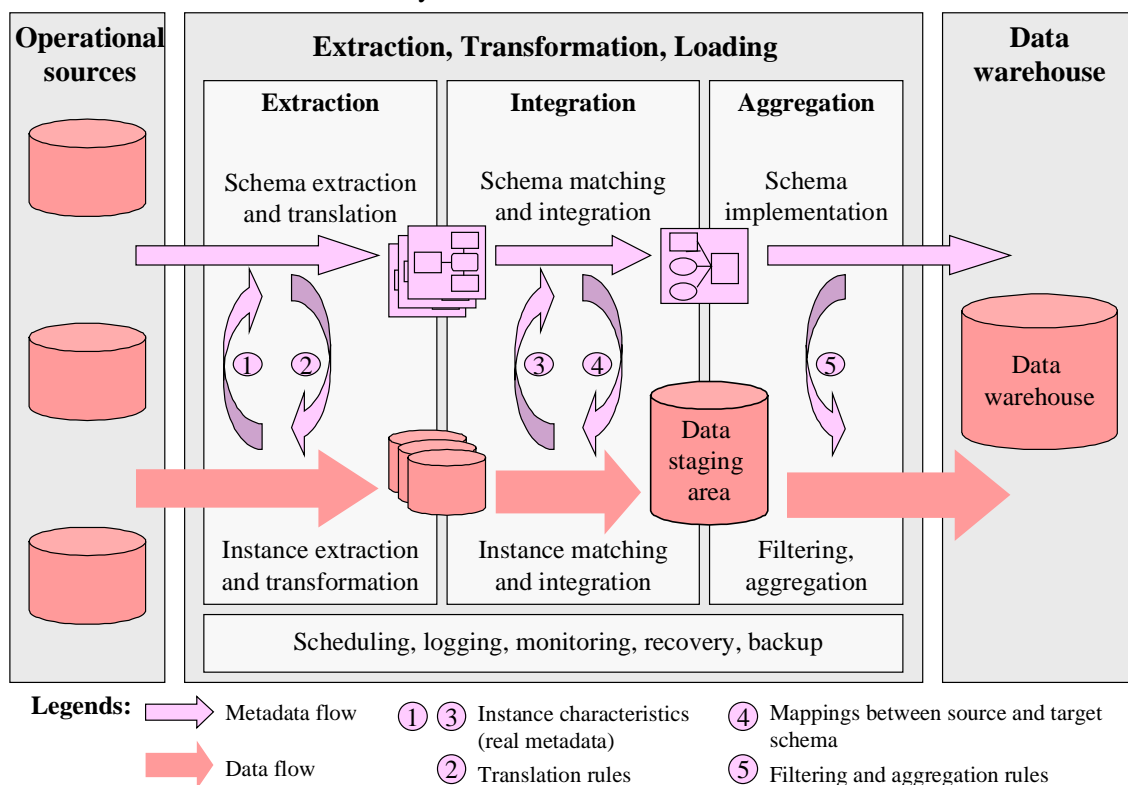 Operational
sources
Extraction, Transformation, Loading
Data
warehouse
Extraction
Integration
Aggregation
Schema extraction
and translation
Schema matching
and integration
Schema
implementation
1
2
3
4
5
Data
warehouse
Data
staging
area
Instance extraction
and transformation
Instance matching
and integration
Filtering,
aggregation
Scheduling, logging, monitoring, recovery, backup
Legends:
Metadata flow
Data flow
1 3 Instance characteristics
(real metadata)
2 Translation rules
4 Mappings between source and target
schema
5 Filtering and aggregation rules